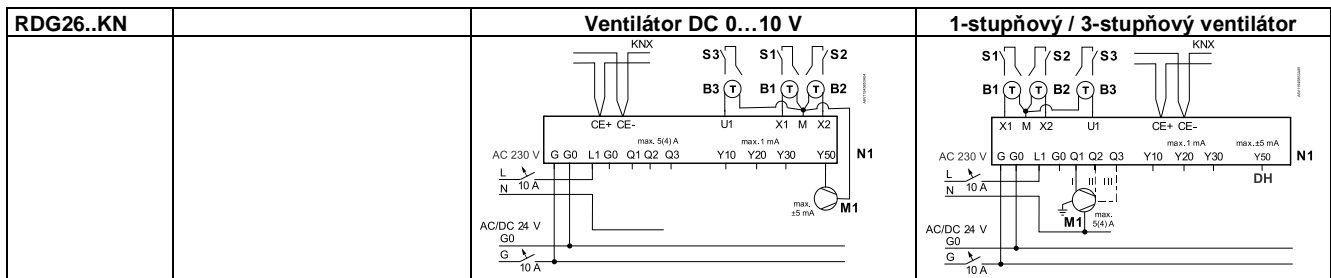 RDG26..KN
Ventilátor DC 0…10 V
1-stupňový / 3-stupňový ventilátor
KNX
S3 S1 S2
B3 B1 B2
CE+ CE- U1 X1 M X2
max. 5(4) A max. 1 mA
AC 230 V G G0 L1 G0 Q1 Q2 Q3 Y10 Y20 Y30 Y50 N1
L
10 A
N
max.
±5 mA
M1
AC/DC 24 V
G0
G
10 A
KNX
S1 S2 S3
B1 B2 B3
X1 M X2 U1 CE+ CE-
max. 1 mA max.±5 mA
AC 230 V G G0 L1 G0 Q1 Q2 Q3 Y10 Y20 Y30 Y50 N1
DH
L
10 A
I II III
N
M1
max.
5(4) A
AC/DC 24 V
G0
G
10 A